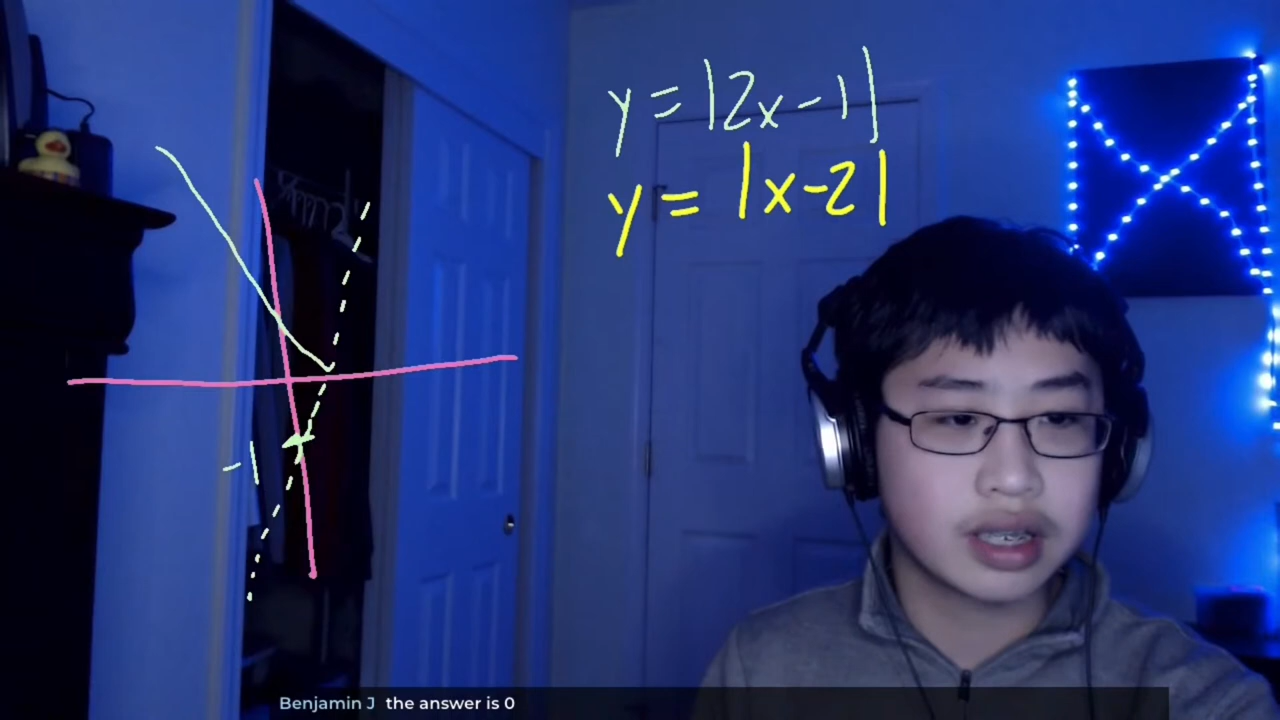 y = |2x - 1|
y = |x - 2|
-1
Benjamin J the answer is 0